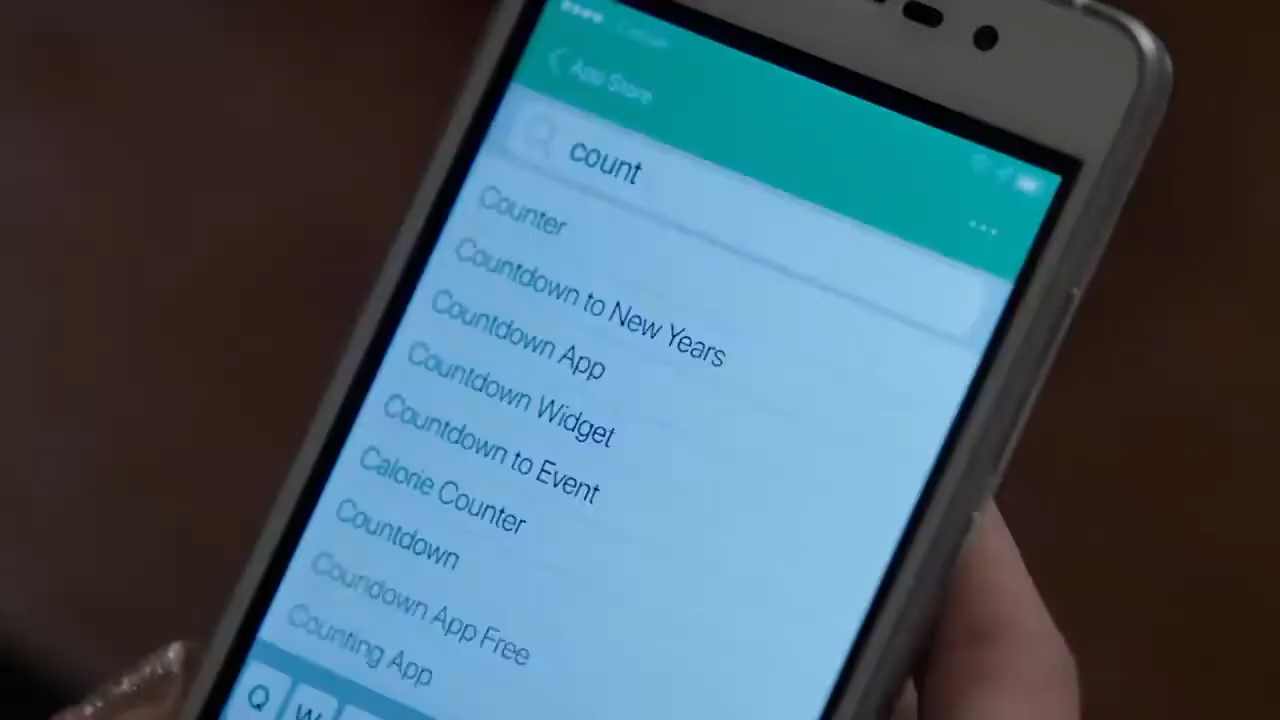 App Store
count
Counter
Countdown to New Years
Countdown App
Countdown Widget
Countdown to Event
Calorie Counter
Countdown
Coundown App Free
Counting App
Q W